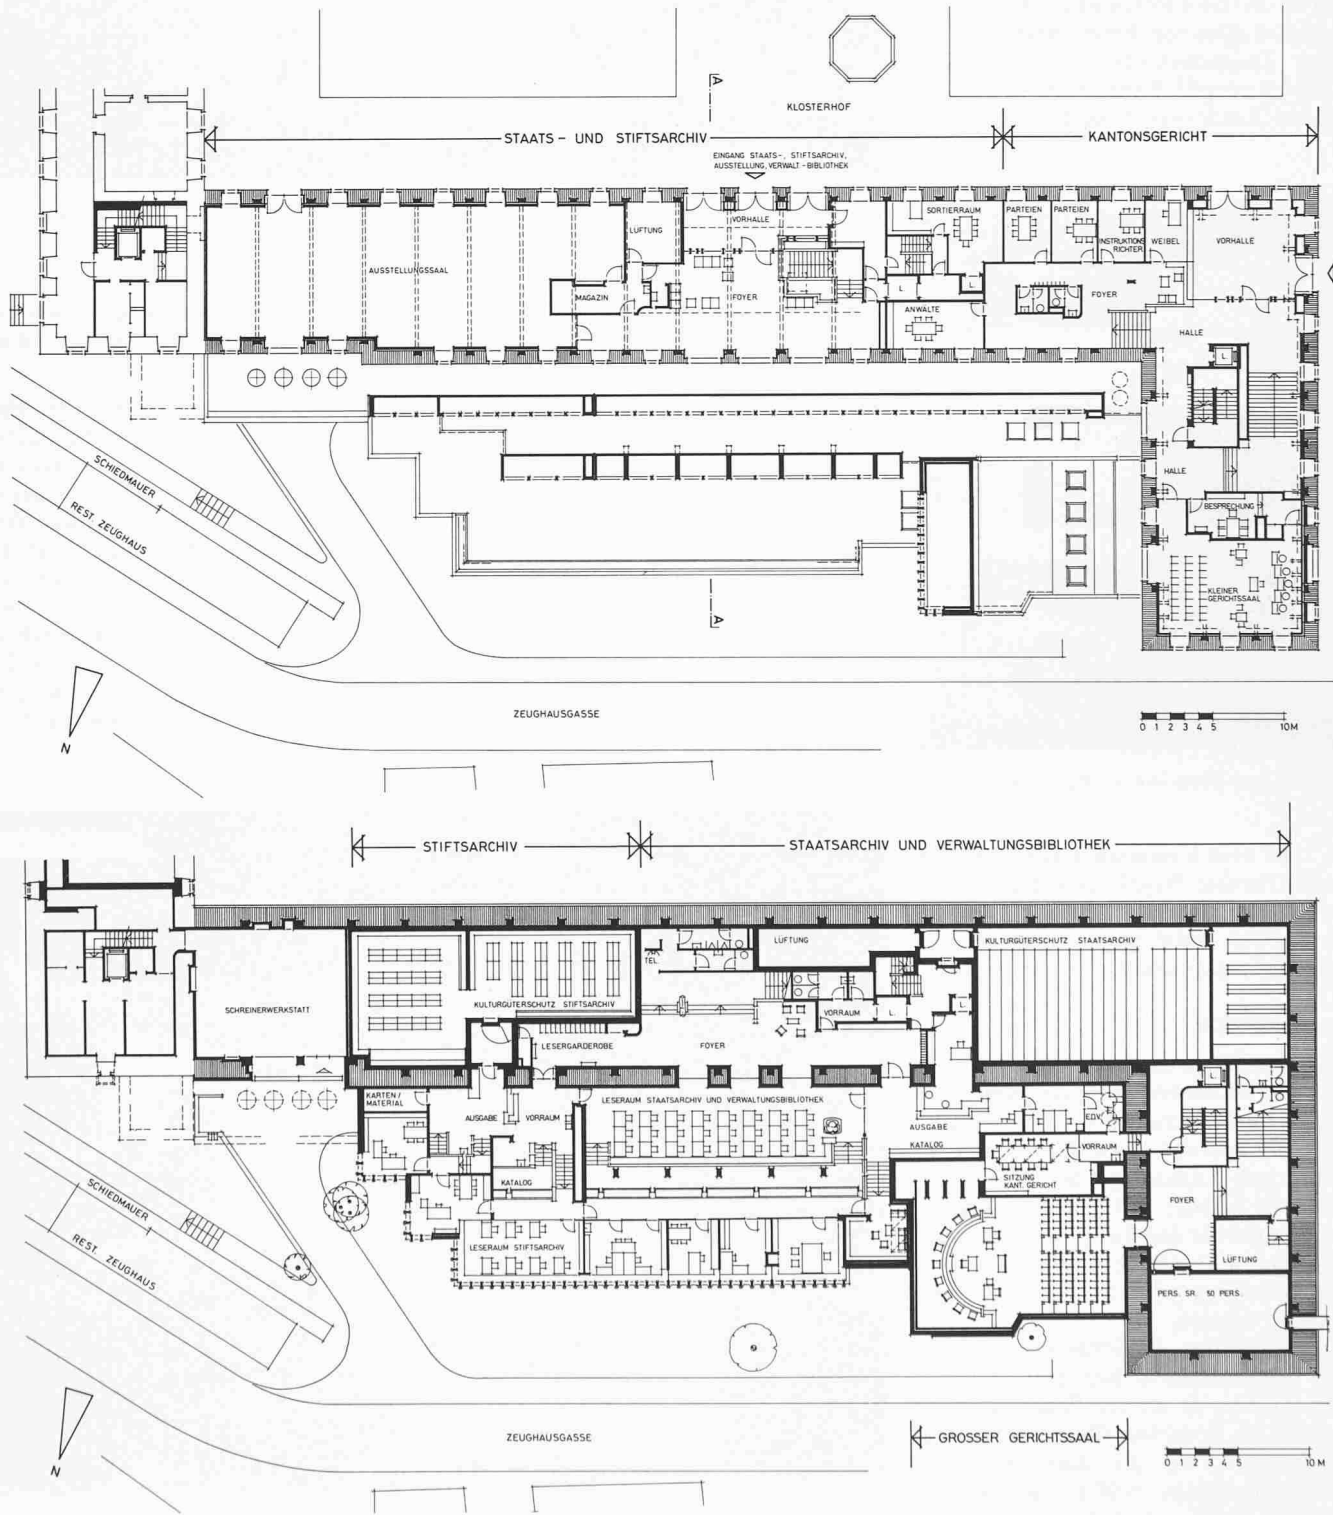 KLOSTERHOF
A
STAATS- UND STIFTSARCHIV
KANTONSGERICHT
EINGANG STAATS-, STIFTSARCHIV,
AUSSTELLUNG, VERWALT-BIBLIOTHEK
AUSSTELLUNGSSAAL
LÜFTUNG
VORHALLE
SORTIERRAUM
PARTEIEN
PARTEIEN
INSTRUKTIONS
RICHTER
WEIBEL
VORHALLE
MAGAZIN
FOYER
L.
L.
FOYER
ANWÄLTE
HALLE
L.
HALLE
BESPRECHUNG
KLEINER
GERICHTSSAAL
SCHIEDMAUER
REST. ZEUGHAUS
A
N
ZEUGHAUSGASSE
0 1 2 3 4 5 10M
STIFTSARCHIV
STAATSARCHIV UND VERWALTUNGSBIBLIOTHEK
SCHREINERWERKSTATT
KULTURGÜTERSCHUTZ STIFTSARCHIV
TEL.
LÜFTUNG
KULTURGÜTERSCHUTZ STAATSARCHIV
LESERGARDEROBE
FOYER
VORRAUM
L.
L.
KARTEN/
MATERIAL
AUSGABE
VORRAUM
KATALOG
LESERAUM STAATSARCHIV UND VERWALTUNGSBIBLIOTHEK
AUSGABE
KATALOG
EDV
VORRAUM
SITZUNG
KANT. GERICHT
LESERAUM STIFTSARCHIV
FOYER
LÜFTUNG
PERS. SR. 50 PERS.
SCHIEDMAUER
REST. ZEUGHAUS
N
ZEUGHAUSGASSE
GROSSER GERICHTSSAAL
0 1 2 3 4 5 10 M